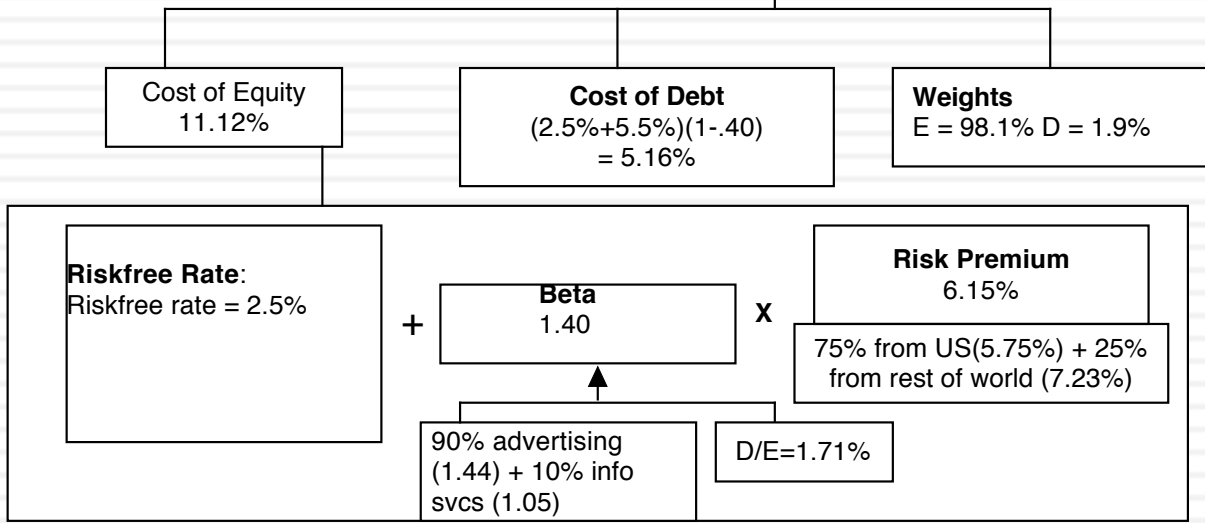 Cost of Equity
11.12%
Cost of Debt
(2.5%+5.5%)(1-.40)
= 5.16%
Weights
E = 98.1% D = 1.9%
Riskfree Rate:
Riskfree rate = 2.5%
+
Beta
1.40
X
Risk Premium
6.15%
75% from US(5.75%) + 25%
from rest of world (7.23%)
90% advertising
(1.44) + 10% info
svcs (1.05)
D/E=1.71%